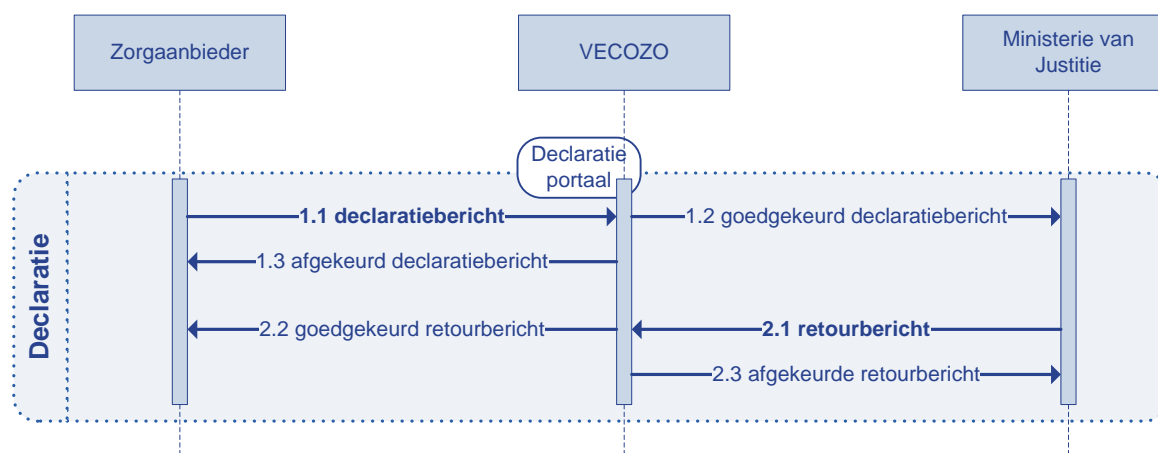 Zorgaanbieder
VECOZO
Ministerie van
Justitie
Declaratie
portaal
Declaratie
1.1 declaratiebericht
1.2 goedgekeurd declaratiebericht
1.3 afgekeurd declaratiebericht
2.2 goedgekeurd retourbericht
2.1 retourbericht
2.3 afgekeurde retourbericht